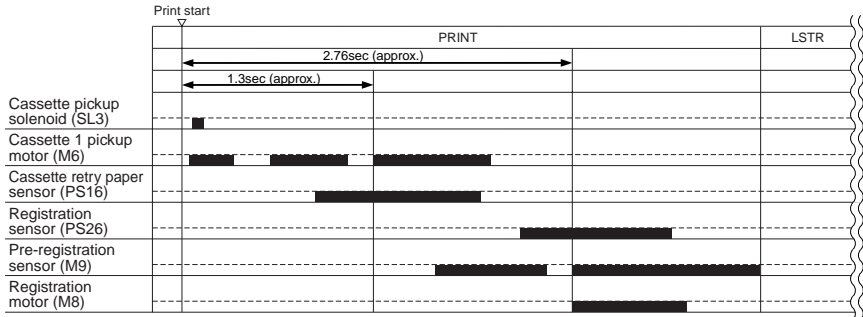 Print start
PRINT
LSTR
2.76sec (approx.)
1.3sec (approx.)
Cassette pickup
solenoid (SL3)
Cassette 1 pickup
motor (M6)
Cassette retry paper
sensor (PS16)
Registration
sensor (PS26)
Pre-registration
sensor (M9)
Registration
motor (M8)